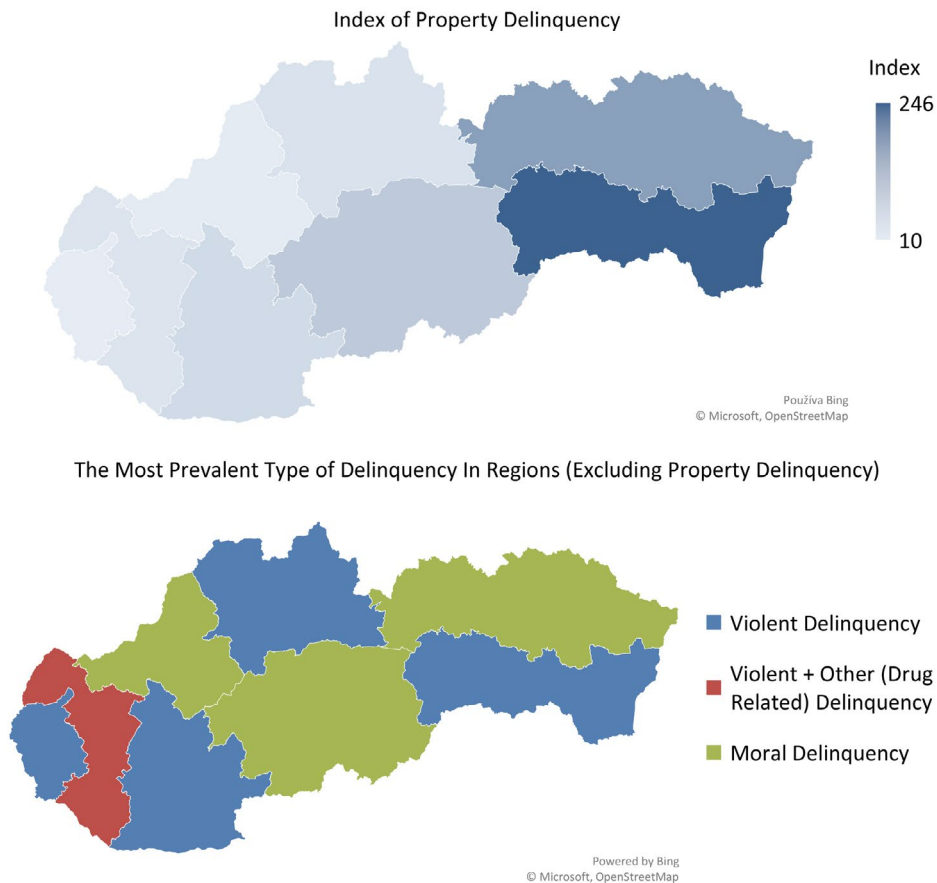 Index of Property Delinquency
Index
246
10
Používa Bing
© Microsoft, OpenStreetMap
The Most Prevalent Type of Delinquency In Regions (Excluding Property Delinquency)
Violent Delinquency
Violent + Other (Drug
Related) Delinquency
Moral Delinquency
Powered by Bing
© Microsoft, OpenStreetMap